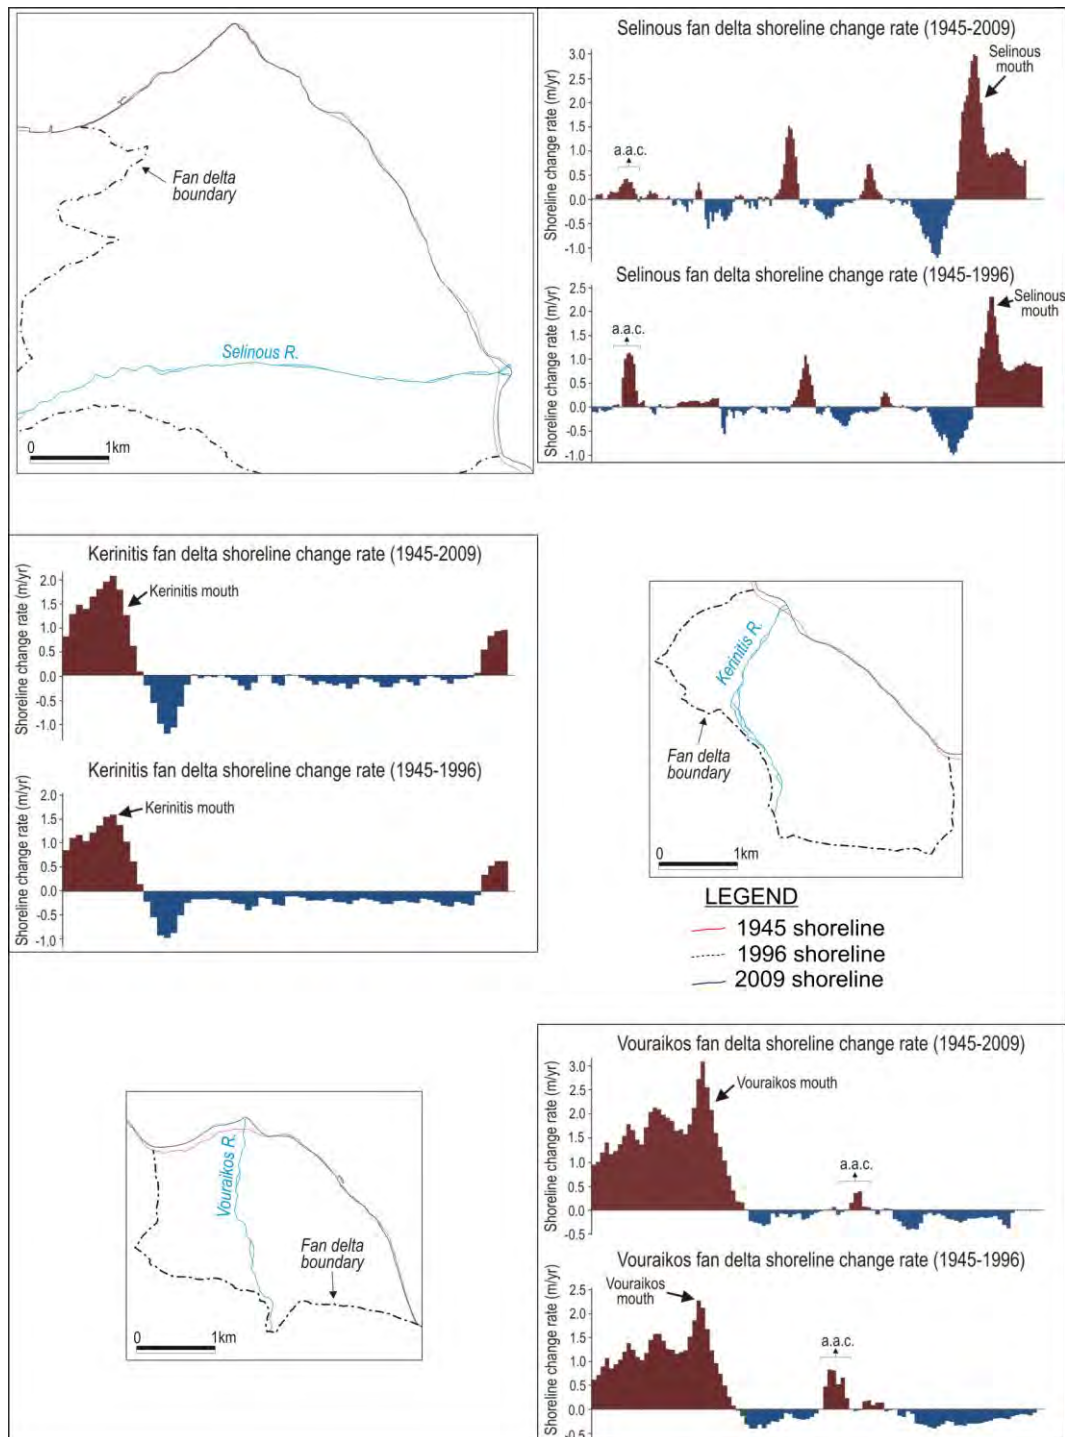 Fan delta
boundary
Selinous R.
0 1km
Selinous fan delta shoreline change rate (1945-2009)
Shoreline change rate (m/yr)
3.0
2.5
2.0
1.5
1.0
0.5
0.0
-0.5
-1.0
a.a.c.
Selinous
mouth
Selinous fan delta shoreline change rate (1945-1996)
Shoreline change rate (m/yr)
2.5
2.0
1.5
1.0
0.5
0.0
-0.5
-1.0
a.a.c.
Selinous
mouth
Kerinitis fan delta shoreline change rate (1945-2009)
Shoreline change rate (m/yr)
2.0
1.5
1.0
0.5
0.0
-0.5
-1.0
Kerinitis mouth
Kerinitis fan delta shoreline change rate (1945-1996)
Shoreline change rate (m/yr)
2.0
1.5
1.0
0.5
0.0
-0.5
-1.0
Kerinitis mouth
Kerinitis R.
Fan delta
boundary
0 1km
LEGEND
1945 shoreline
1996 shoreline
2009 shoreline
Vouraikos R.
Fan delta
boundary
0 1km
Vouraikos fan delta shoreline change rate (1945-2009)
Shoreline change rate (m/yr)
3.0
2.5
2.0
1.5
1.0
0.5
0.0
-0.5
Vouraikos mouth
a.a.c.
Vouraikos fan delta shoreline change rate (1945-1996)
Shoreline change rate (m/yr)
2.5
2.0
1.5
1.0
0.5
0.0
-0.5
Vouraikos
mouth
a.a.c.